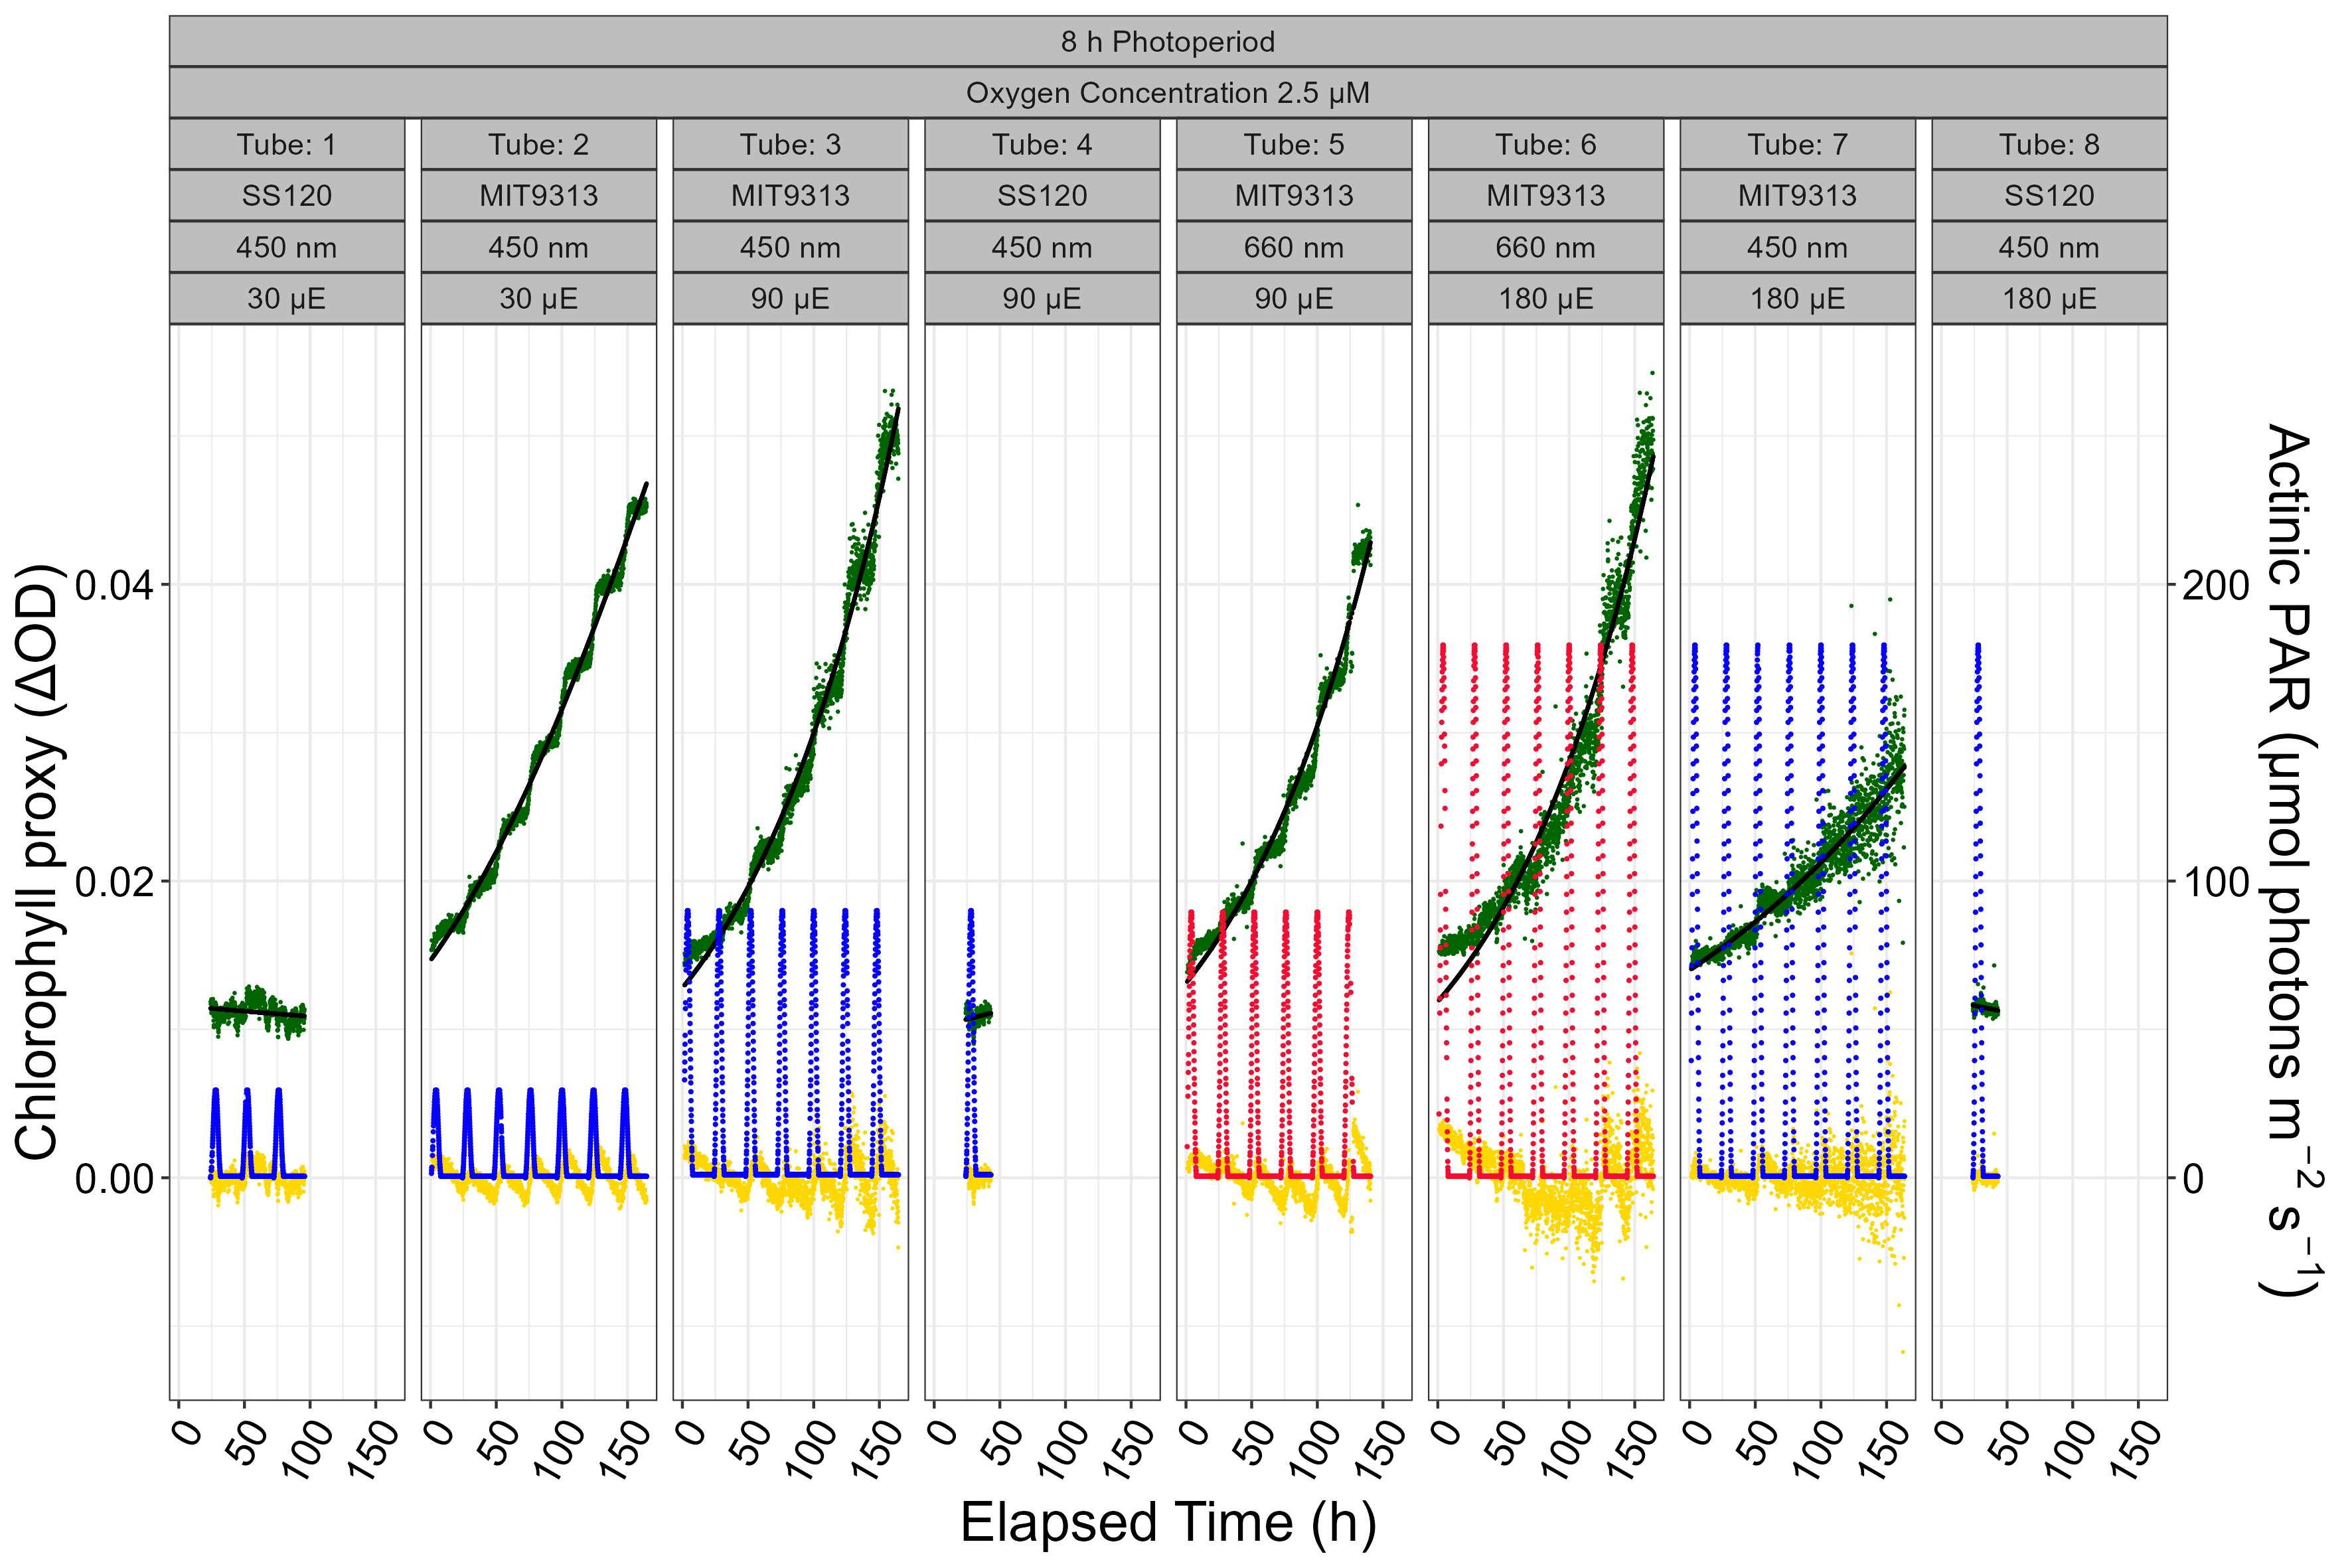 8 h Photoperiod
Oxygen Concentration 2.5 µM
Tube: 1 Tube: 2 Tube: 3 Tube: 4 Tube: 5 Tube: 6 Tube: 7 Tube: 8
SS120 MIT9313 MIT9313 SS120 MIT9313 MIT9313 MIT9313 SS120
450 nm 450 nm 450 nm 450 nm 660 nm 660 nm 450 nm 450 nm
30 µE 30 µE 90 µE 90 µE 90 µE 180 µE 180 µE 180 µE
Chlorophyll proxy (ΔOD)
0.04
0.02
0.00
200
100
0
Actinic PAR (µmol photons m⁻² s⁻¹)
0 50 100 150 0 50 100 150 0 50 100 150 0 50 100 150 0 50 100 150 0 50 100 150 0 50 100 150 0 50 100 150
Elapsed Time (h)